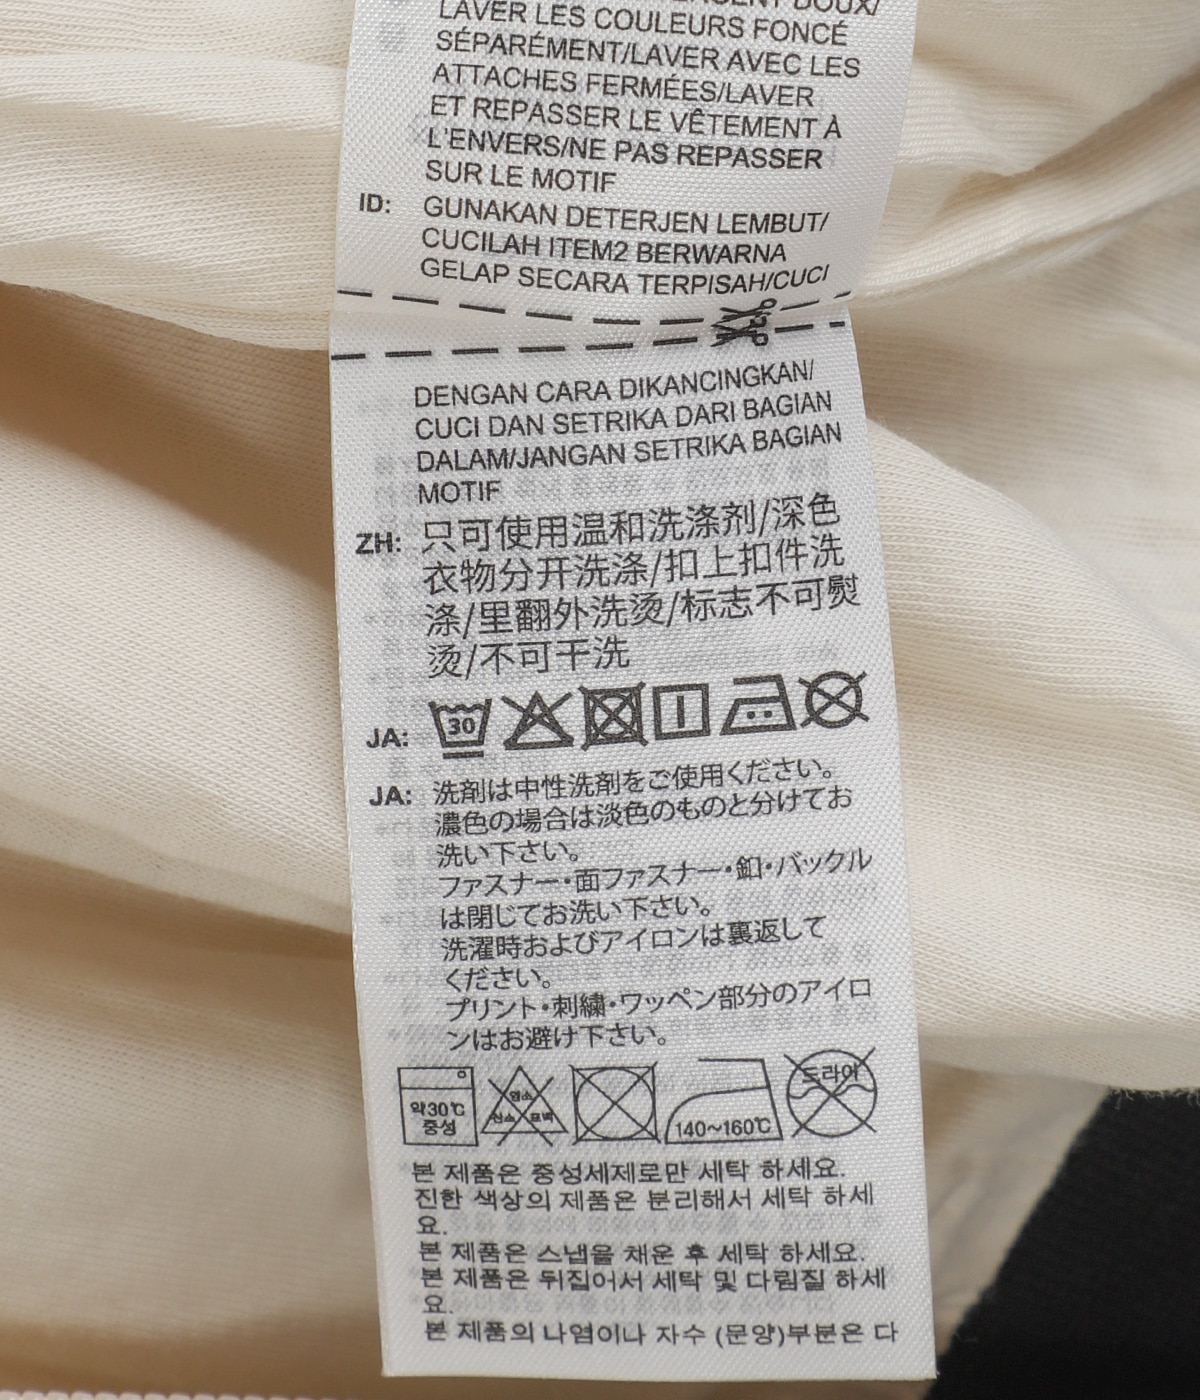 DOUX/
LAVER LES COULEURS FONCÉ
SÉPARÉMENT/LAVER AVEC LES
ATTACHES FERMÉES/LAVER
ET REPASSER LE VÊTEMENT À
L'ENVERS/NE PAS REPASSER
SUR LE MOTIF
ID: GUNAKAN DETERJEN LEMBUT/
CUCILAH ITEM2 BERWARNA
GELAP SECARA TERPISAH/CUCI
DENGAN CARA DIKANCINGKAN/
CUCI DAN SETRIKA DARI BAGIAN
DALAM/JANGAN SETRIKA BAGIAN
MOTIF
ZH: 只可使用温和洗涤剂/深色
衣物分开洗涤/扣上扣件洗
涤/里翻外洗烫/标志不可熨
烫/不可干洗
JA: 30
JA: 洗剤は中性洗剤をご使用ください。
濃色の場合は淡色のものと分けてお
洗い下さい。
ファスナー・面ファスナー・釦・バックル
は閉じてお洗い下さい。
洗濯時およびアイロンは裏返して
ください。
プリント・刺繍・ワッペン部分のアイロ
ンはお避け下さい。
약30℃
중성
염소
산소 표백
140～160℃
드라이
본 제품은 중성세제로만 세탁 하세요.
진한 색상의 제품은 분리해서 세탁 하세
요.
본 제품은 스냅을 채운 후 세탁 하세요.
본 제품은 뒤집어서 세탁 및 다림질 하세
요.
본 제품의 나염이나 자수 (문양)부분은 다